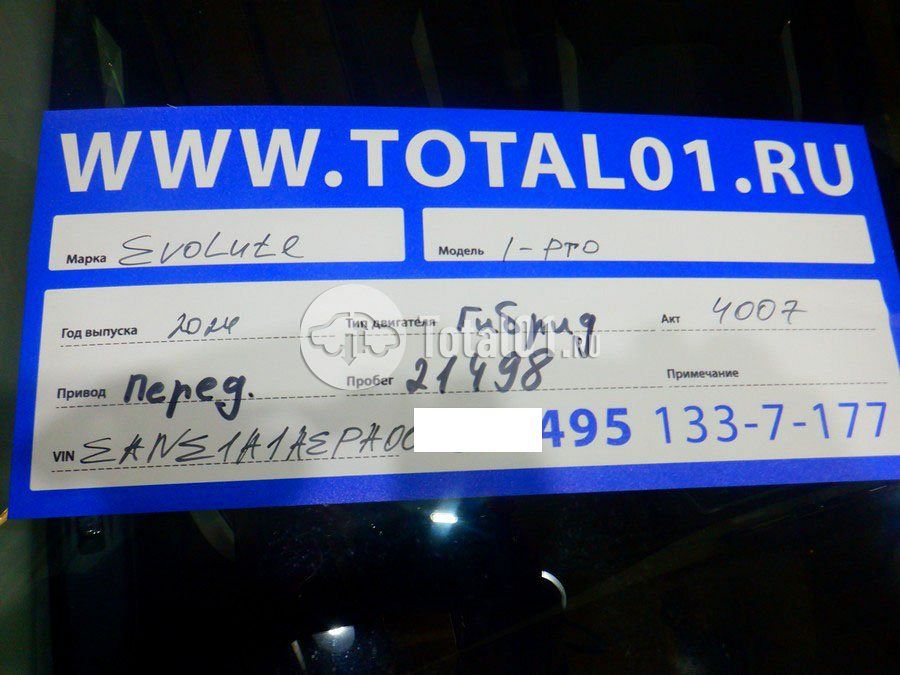 WWW.TOTAL01.RU
Марка Evolute Модель I-PRO
Год выпуска 2024 Тип двигателя Гибрид Акт 4007
Total01.ru
Привод Перед. Пробег 21498 Примечание
495 133-7-177
VIN EANE1A1AEPA00